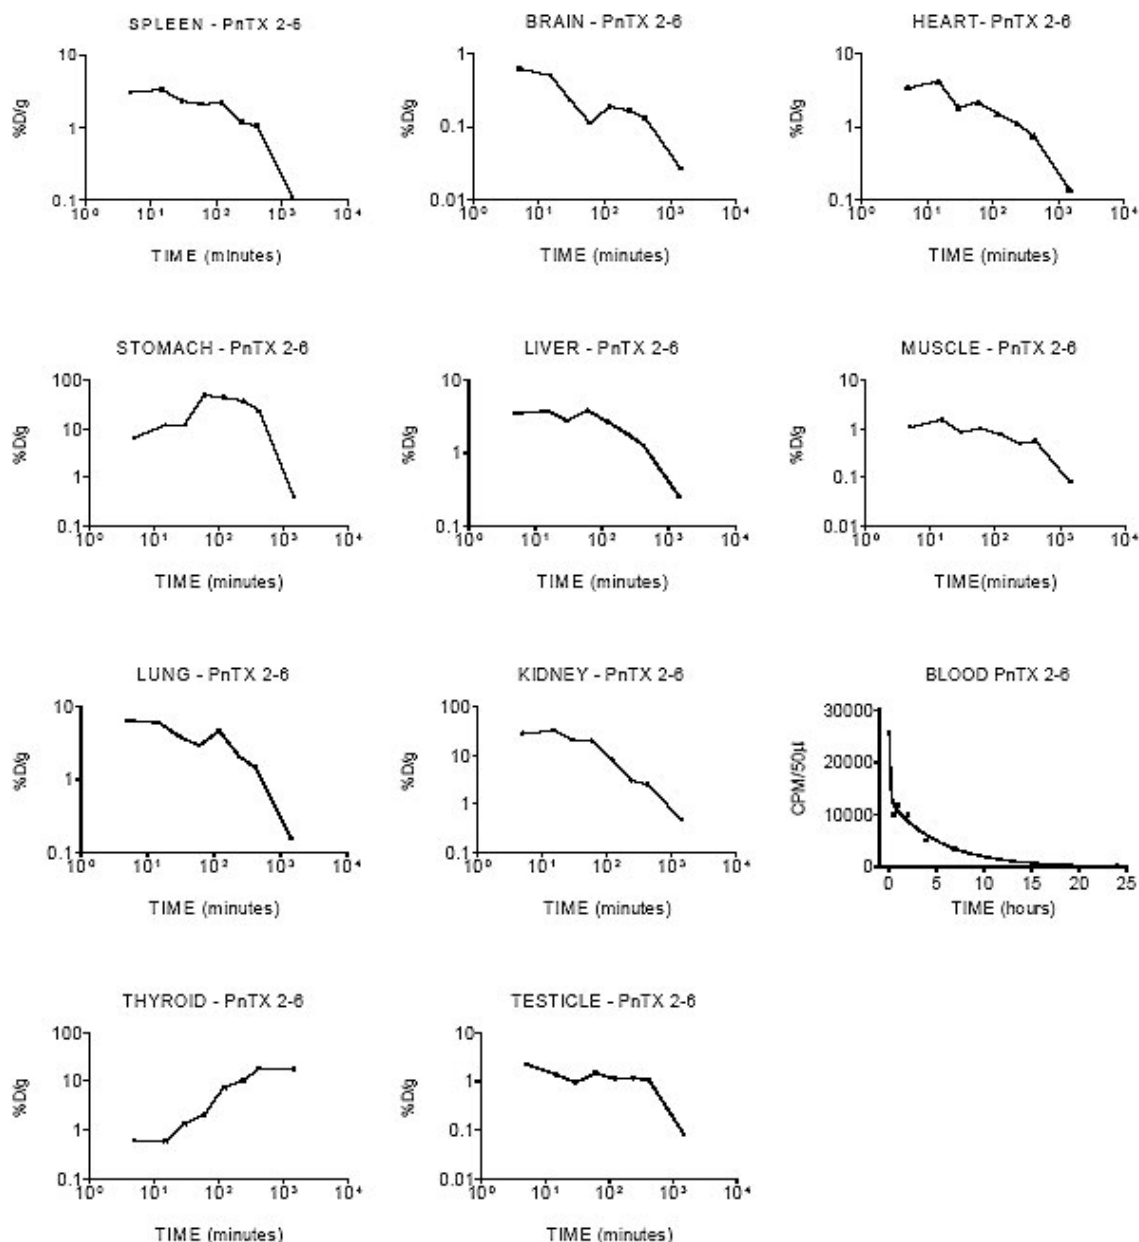 SPLEEN - PnTX 2-6
10
1
0.1
%D/g
10⁰ 10¹ 10² 10³ 10⁴
TIME (minutes)
BRAIN - PnTX 2-6
1
0.1
0.01
%D/g
10⁰ 10¹ 10² 10³ 10⁴
TIME (minutes)
HEART- PnTX 2-6
10
1
0.1
%D/g
10⁰ 10¹ 10² 10³ 10⁴
TIME (minutes)
STOMACH - PnTX 2-6
100
10
1
0.1
%D/g
10⁰ 10¹ 10² 10³ 10⁴
TIME (minutes)
LIVER - PnTX 2-6
10
1
0.1
%D/g
10⁰ 10¹ 10² 10³ 10⁴
TIME (minutes)
MUSCLE - PnTX 2-6
10
1
0.1
0.01
%D/g
10⁰ 10¹ 10² 10³ 10⁴
TIME(minutes)
LUNG - PnTX 2-6
10
1
0.1
%D/g
10⁰ 10¹ 10² 10³ 10⁴
TIME (minutes)
KIDNEY - PnTX 2-6
100
10
1
0.1
%D/g
10⁰ 10¹ 10² 10³ 10⁴
TIME (minutes)
BLOOD PnTX 2-6
30000
20000
10000
0
CPM/50µ
0 5 10 15 20 25
TIME (hours)
THYROID - PnTX 2-6
100
10
1
0.1
%D/g
10⁰ 10¹ 10² 10³ 10⁴
TIME (minutes)
TESTICLE - PnTX 2-6
10
1
0.1
0.01
%D/g
10⁰ 10¹ 10² 10³ 10⁴
TIME (minutes)